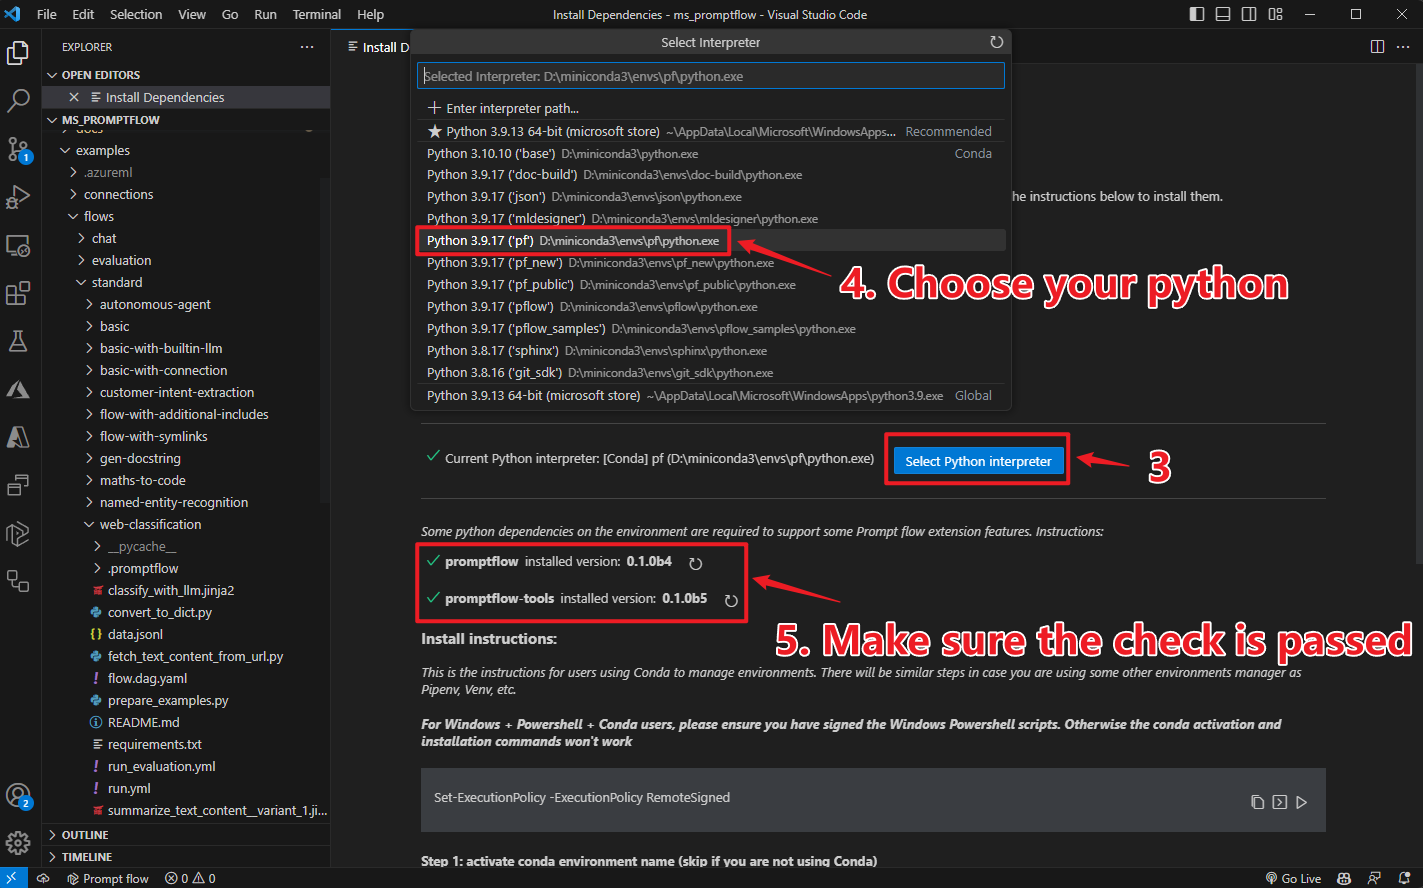 File Edit Selection View Go Run Terminal Help
Install Dependencies - ms_promptflow - Visual Studio Code
EXPLORER
OPEN EDITORS
Install Dependencies
MS_PROMPTFLOW
docs
examples
.azureml
connections
flows
chat
evaluation
standard
autonomous-agent
basic
basic-with-builtin-llm
basic-with-connection
customer-intent-extraction
flow-with-additional-includes
flow-with-symlinks
gen-docstring
maths-to-code
named-entity-recognition
web-classification
__pycache__
.promptflow
classify_with_llm.jinja2
convert_to_dict.py
data.jsonl
fetch_text_content_from_url.py
flow.dag.yaml
prepare_examples.py
README.md
requirements.txt
run_evaluation.yml
run.yml
summarize_text_content__variant_1.ji...
OUTLINE
TIMELINE
1
2
Install D
Select Interpreter
Selected Interpreter: D:\miniconda3\envs\pf\python.exe
Enter interpreter path...
Python 3.9.13 64-bit (microsoft store) ~\AppData\Local\Microsoft\WindowsApps... Recommended
Python 3.10.10 ('base') D:\miniconda3\python.exe Conda
Python 3.9.17 ('doc-build') D:\miniconda3\envs\doc-build\python.exe
Python 3.9.17 ('json') D:\miniconda3\envs\json\python.exe
Python 3.9.17 ('mldesigner') D:\miniconda3\envs\mldesigner\python.exe
Python 3.9.17 ('pf') D:\miniconda3\envs\pf\python.exe
Python 3.9.17 ('pf_new') D:\miniconda3\envs\pf_new\python.exe
Python 3.9.17 ('pf_public') D:\miniconda3\envs\pf_public\python.exe
Python 3.9.17 ('pflow') D:\miniconda3\envs\pflow\python.exe
Python 3.9.17 ('pflow_samples') D:\miniconda3\envs\pflow_samples\python.exe
Python 3.8.17 ('sphinx') D:\miniconda3\envs\sphinx\python.exe
Python 3.8.16 ('git_sdk') D:\miniconda3\envs\git_sdk\python.exe
Python 3.9.13 64-bit (microsoft store) ~\AppData\Local\Microsoft\WindowsApps\python3.9.exe Global
he instructions below to install them.
4. Choose your python
Current Python interpreter: [Conda] pf (D:\miniconda3\envs\pf\python.exe)
Select Python interpreter
3
Some python dependencies on the environment are required to support some Prompt flow extension features. Instructions:
promptflow installed version: 0.1.0b4
promptflow-tools installed version: 0.1.0b5
5. Make sure the check is passed
Install instructions:
This is the instructions for users using Conda to manage environments. There will be similar steps in case you are using some other environments manager as
Pipenv, Venv, etc.
For Windows + Powershell + Conda users, please ensure you have signed the Windows Powershell scripts. Otherwise the conda activation and
installation commands won't work
Set-ExecutionPolicy -ExecutionPolicy RemoteSigned
Step 1: activate conda environment name (skip if you are not using Conda)
Prompt flow 0 0
Go Live